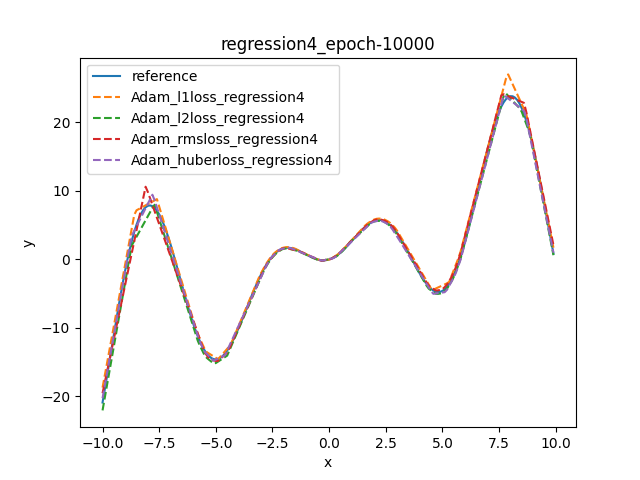 regression4_epoch-10000
reference
Adam_l1loss_regression4
Adam_l2loss_regression4
Adam_rmsloss_regression4
Adam_huberloss_regression4
y
20
10
0
−10
−20
−10.0 −7.5 −5.0 −2.5 0.0 2.5 5.0 7.5 10.0
x